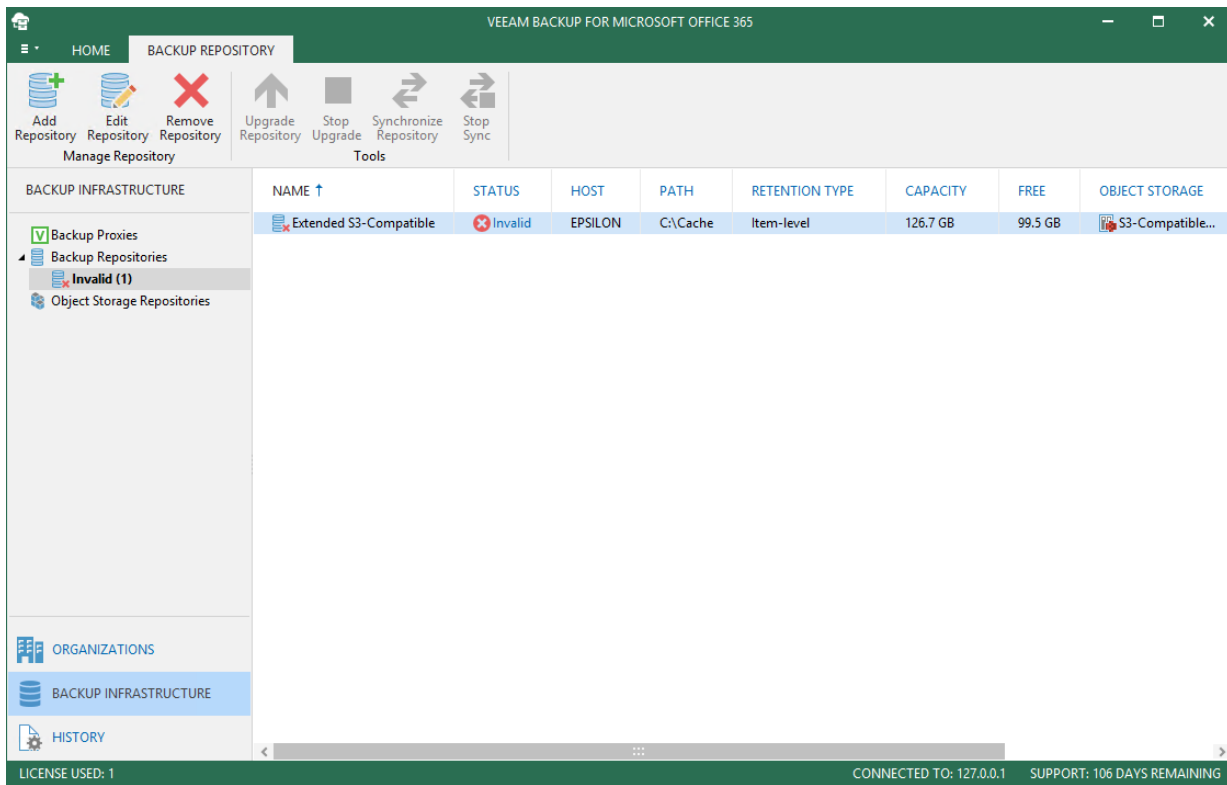 VEEAM BACKUP FOR MICROSOFT OFFICE 365
HOME
BACKUP REPOSITORY
Add Repository
Edit Repository
Remove Repository
Upgrade Repository
Stop Upgrade
Synchronize Repository
Stop Sync
Manage Repository
Tools
BACKUP INFRASTRUCTURE
Backup Proxies
Backup Repositories
Invalid (1)
Object Storage Repositories
NAME STATUS HOST PATH RETENTION TYPE CAPACITY FREE OBJECT STORAGE
Extended S3-Compatible Invalid EPSILON C:\Cache Item-level 126.7 GB 99.5 GB S3-Compatible...
ORGANIZATIONS
BACKUP INFRASTRUCTURE
HISTORY
LICENSE USED: 1
CONNECTED TO: 127.0.0.1
SUPPORT: 106 DAYS REMAINING